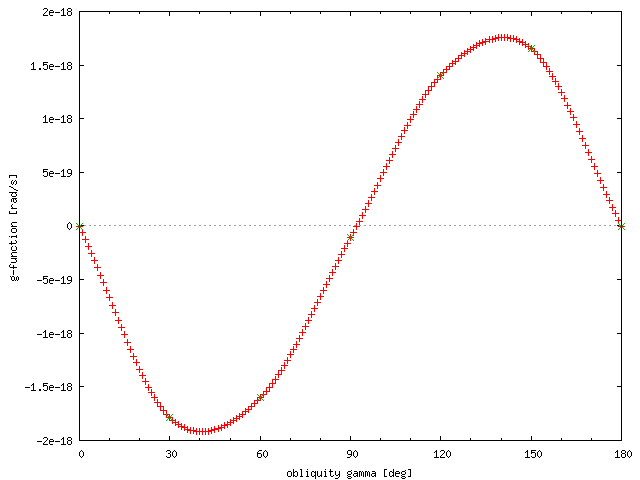 2e-18
1.5e-18
1e-18
5e-19
0
-5e-19
-1e-18
-1.5e-18
-2e-18
g-function [rad/s]
0 30 60 90 120 150 180
obliquity gamma [deg]